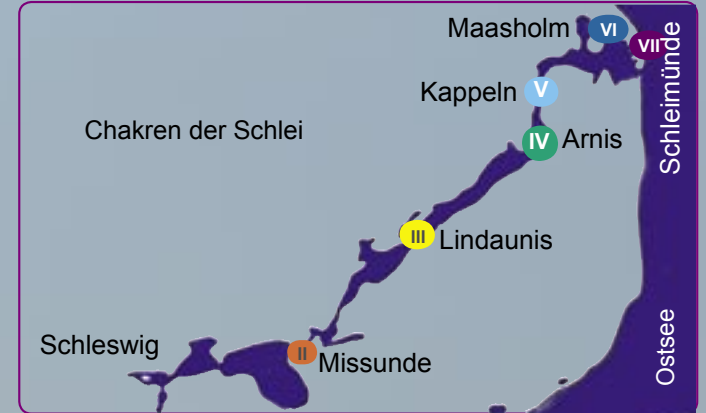 Maasholm
VI
VII
Schleimünde
Kappeln
V
Chakren der Schlei
IV
Arnis
III
Lindaunis
Schleswig
II
Missunde
Ostsee